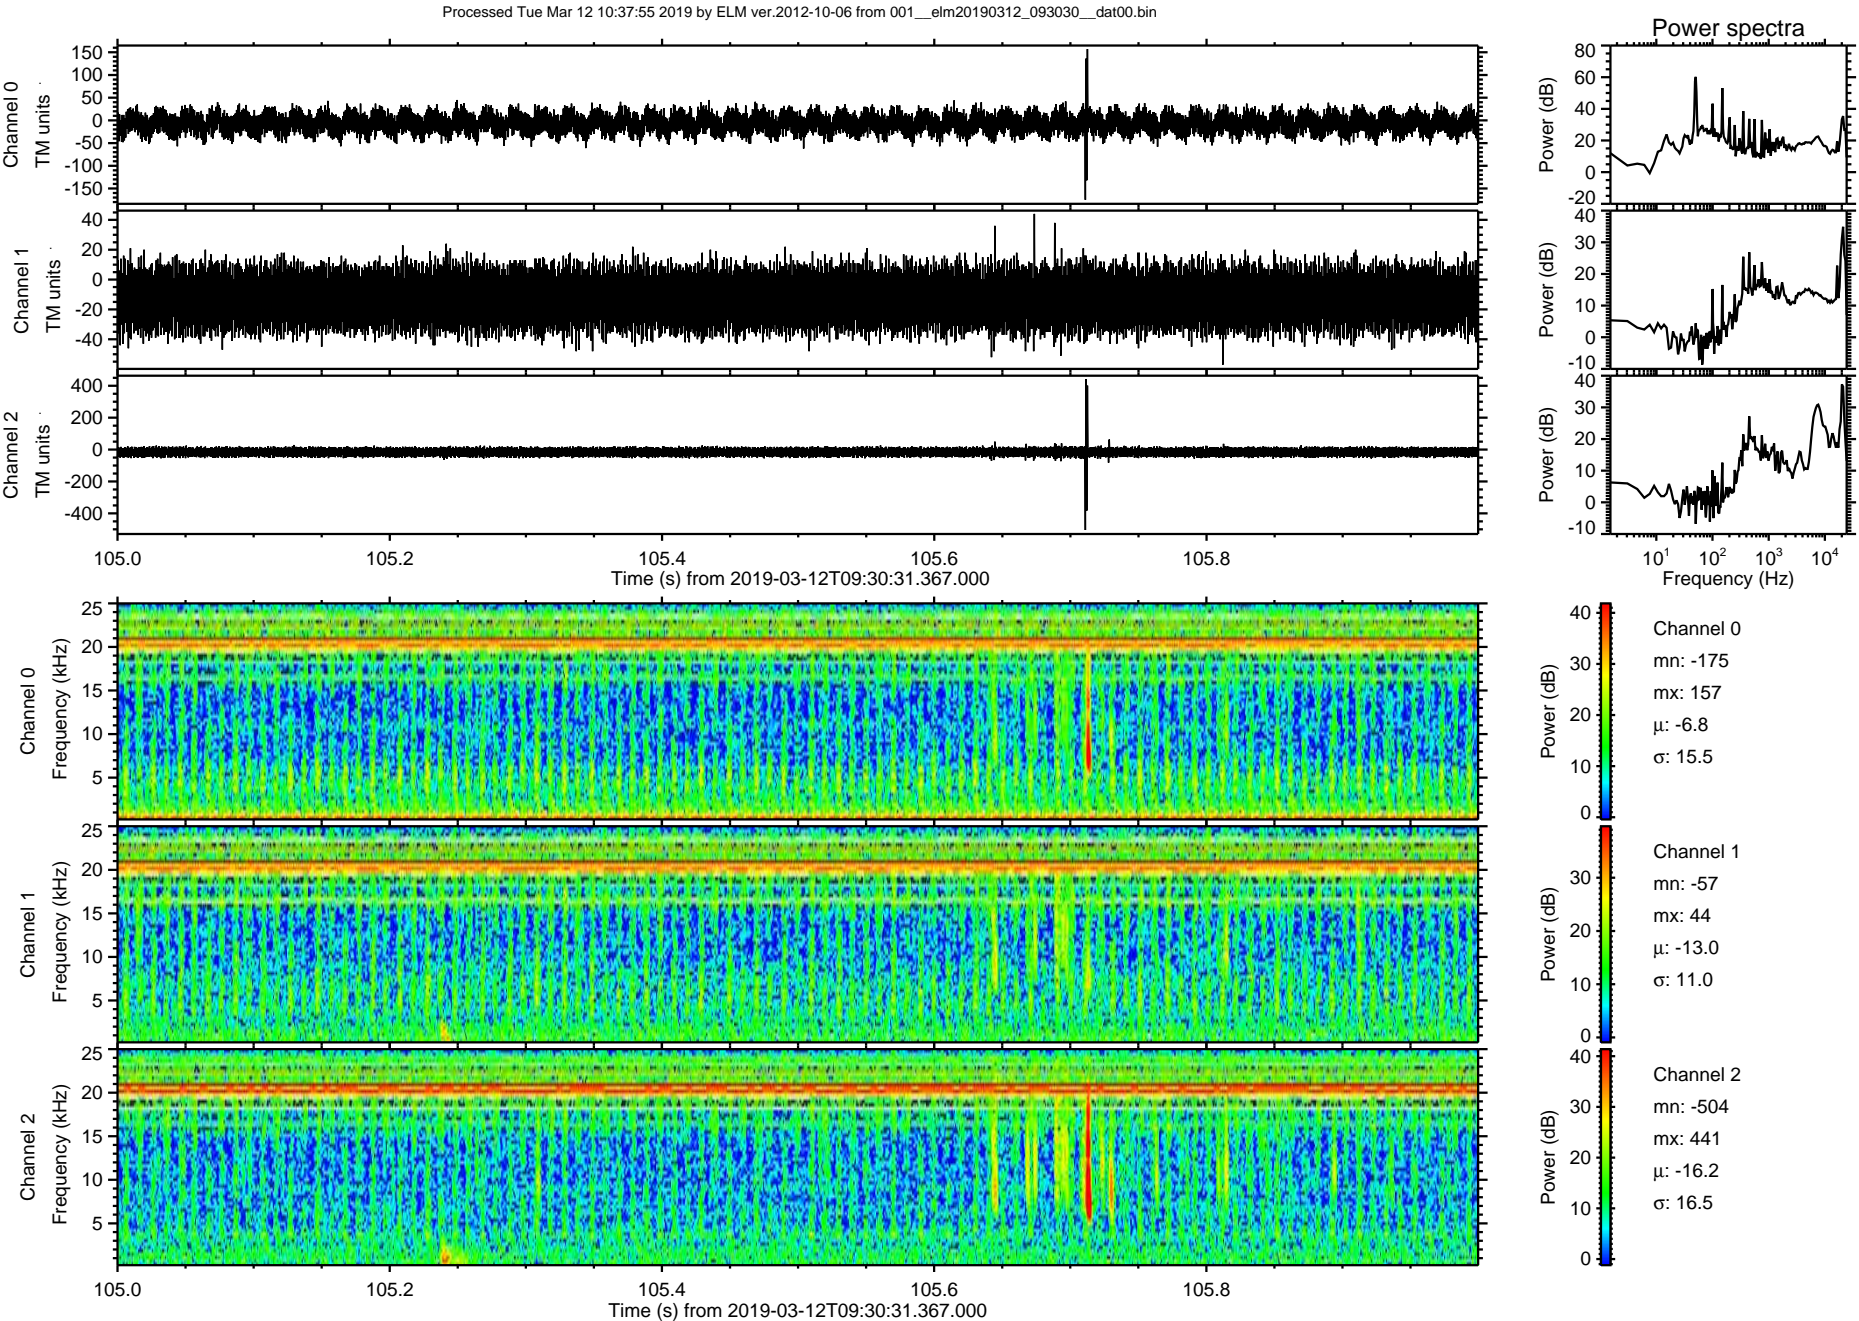 Processed Tue Mar 12 10:37:55 2019 by ELM ver.2012-10-06 from 001__elm20190312_093030__dat00.bin
Power spectra
Channel 0
TM units
150
100
50
0
-50
-100
-150
Power (dB)
80
60
40
20
0
-20
Channel 1
TM units
40
20
0
-20
-40
Power (dB)
40
30
20
10
0
-10
Channel 2
TM units
400
200
0
-200
-400
Power (dB)
40
30
20
10
0
-10
105.0 105.2 105.4 105.6 105.8
Time (s) from 2019-03-12T09:30:31.367.000
10^1 10^2 10^3 10^4
Frequency (Hz)
Channel 0
Frequency (kHz)
25
20
15
10
5
Power (dB)
40
30
20
10
0
Channel 0
mn: -175
mx: 157
μ: -6.8
σ: 15.5
Channel 1
Frequency (kHz)
25
20
15
10
5
Power (dB)
30
20
10
0
Channel 1
mn: -57
mx: 44
μ: -13.0
σ: 11.0
Channel 2
Frequency (kHz)
25
20
15
10
5
Power (dB)
40
30
20
10
0
Channel 2
mn: -504
mx: 441
μ: -16.2
σ: 16.5
105.0 105.2 105.4 105.6 105.8
Time (s) from 2019-03-12T09:30:31.367.000